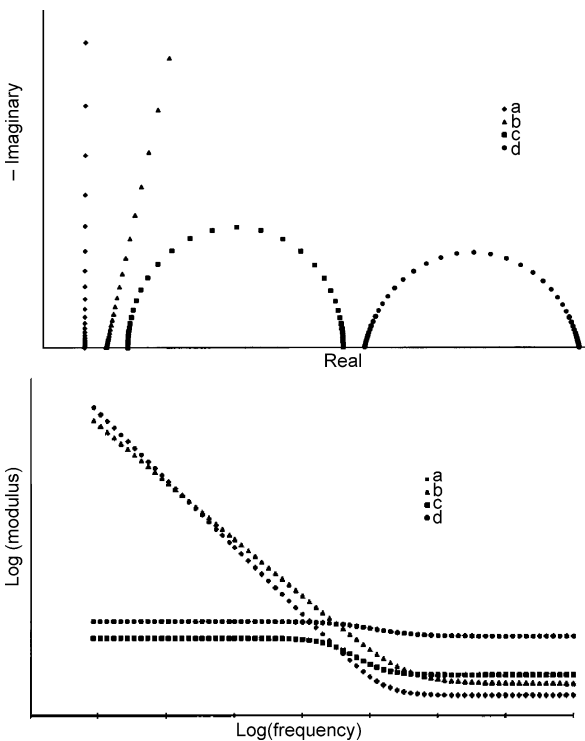 – Imaginary
a
b
c
d
Real
Log (modulus)
a
b
c
d
Log(frequency)